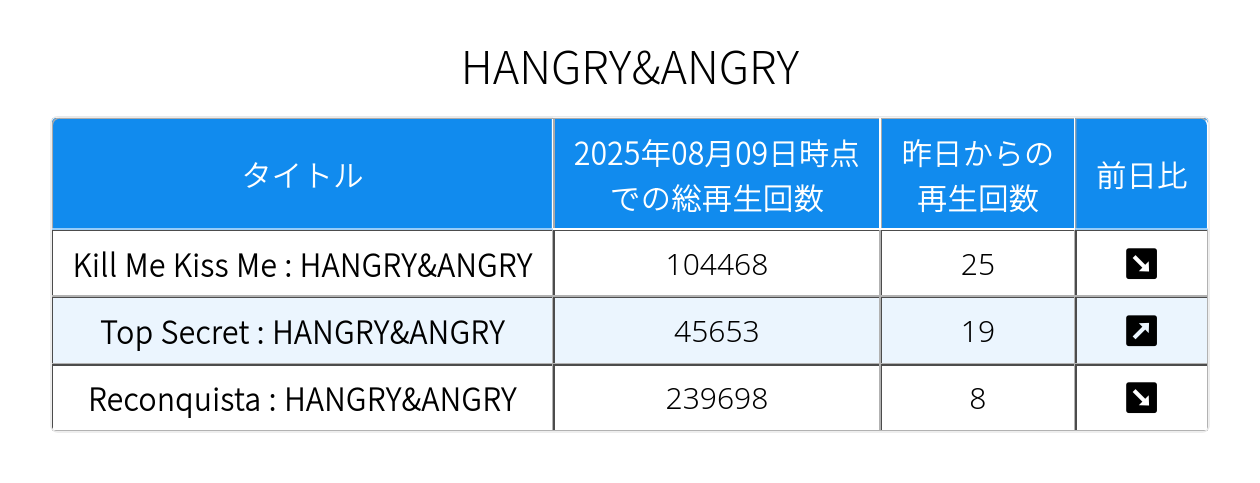 HANGRY&ANGRY
タイトル
2025年08月09日時点
での総再生回数
昨日からの
再生回数
前日比
Kill Me Kiss Me : HANGRY&ANGRY 104468 25 ↘
Top Secret : HANGRY&ANGRY 45653 19 ↗
Reconquista : HANGRY&ANGRY 239698 8 ↘